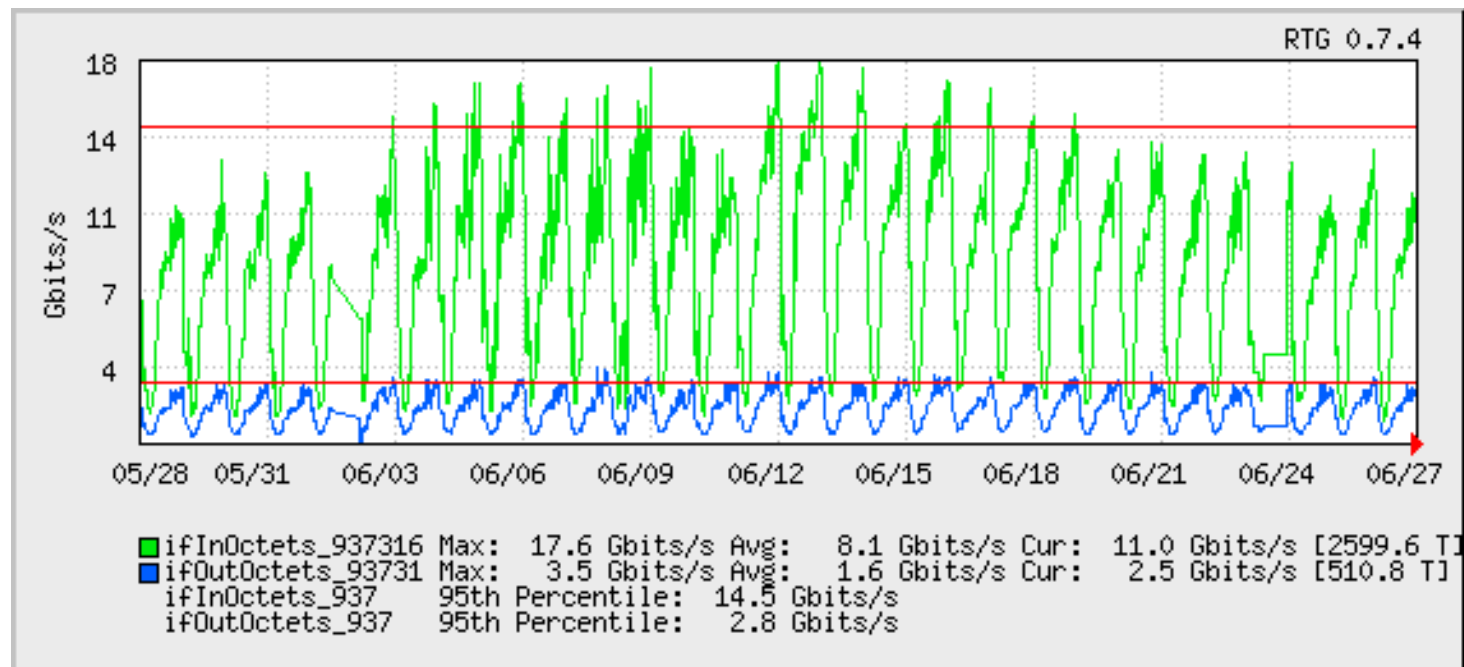 RTG 0.7.4
18
14
11
7
4
Gbits/s
05/28 05/31 06/03 06/06 06/09 06/12 06/15 06/18 06/21 06/24 06/27
ifInOctets_937316 Max: 17.6 Gbits/s Avg: 8.1 Gbits/s Cur: 11.0 Gbits/s [2599.6 T]
ifOutOctets_93731 Max: 3.5 Gbits/s Avg: 1.6 Gbits/s Cur: 2.5 Gbits/s [510.8 T]
ifInOctets_937 95th Percentile: 14.5 Gbits/s
ifOutOctets_937 95th Percentile: 2.8 Gbits/s